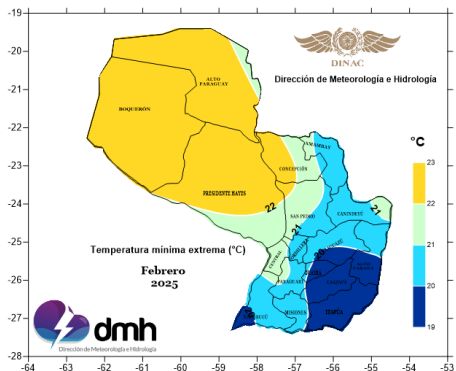 -19
-20
-21
-22
-23
-24
-25
-26
-27
-28
-64
-63
-62
-61
-60
-59
-58
-57
-56
-55
-54
DINAC
Dirección de Meteorología e Hidrología
ALTO
PARAGUAY
BOQUERÓN
AMAMBAY
CONCEPCIÓN
PRESIDENTE HAYES
SAN PEDRO
CANINDEYÚ
CENTRAL
PARAGUARÍ
MISIONES
ITAPÚA
22
21
21
20
°C
23
22
21
20
19
Temperatura mínima extrema (°C)
Febrero
2025
dmh
Dirección de Meteorología e Hidrología